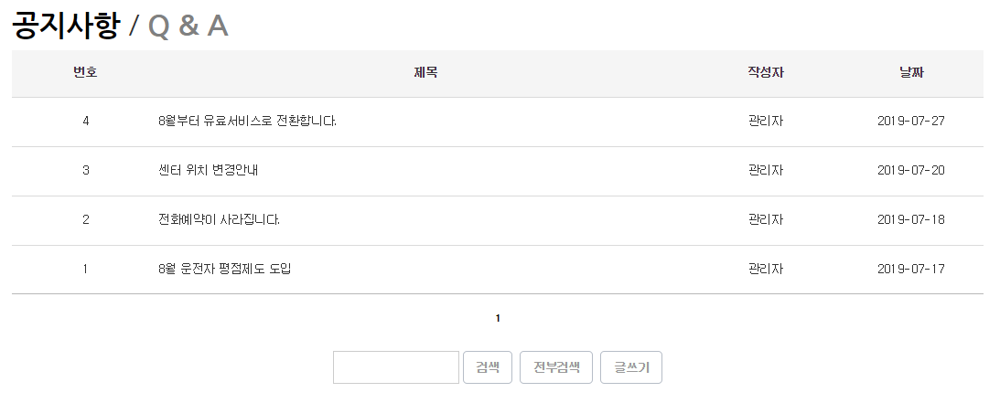 공지사항 / Q & A
번호 제목 작성자 날짜
4 8월부터 유료서비스로 전환합니다. 관리자 2019-07-27
3 센터 위치 변경안내 관리자 2019-07-20
2 전화예약이 사라집니다. 관리자 2019-07-18
1 8월 운전자 평점제도 도입 관리자 2019-07-17
1
검색 전부검색 글쓰기